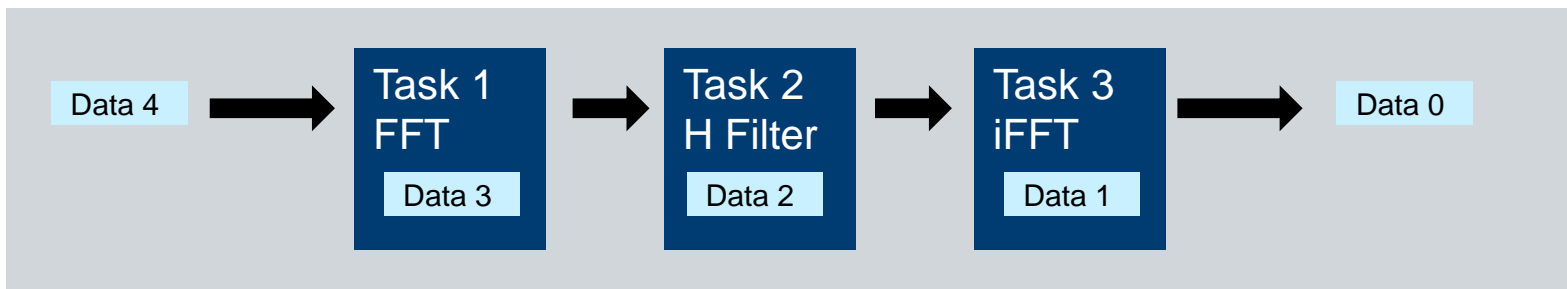 Data 4
Task 1
FFT
Data 3
Task 2
H Filter
Data 2
Task 3
iFFT
Data 1
Data 0